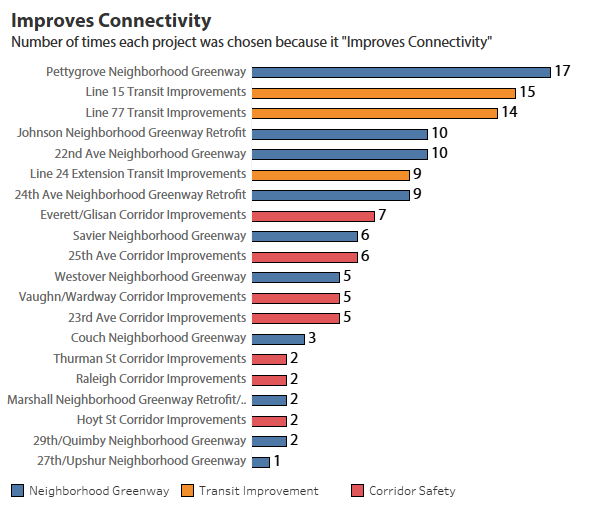 Improves Connectivity
Number of times each project was chosen because it "Improves Connectivity"
Pettygrove Neighborhood Greenway 17
Line 15 Transit Improvements 15
Line 77 Transit Improvements 14
Johnson Neighborhood Greenway Retrofit 10
22nd Ave Neighborhood Greenway 10
Line 24 Extension Transit Improvements 9
24th Ave Neighborhood Greenway Retrofit 9
Everett/Glisan Corridor Improvements 7
Savier Neighborhood Greenway 6
25th Ave Corridor Improvements 6
Westover Neighborhood Greenway 5
Vaughn/Wardway Corridor Improvements 5
23rd Ave Corridor Improvements 5
Couch Neighborhood Greenway 3
Thurman St Corridor Improvements 2
Raleigh Corridor Improvements 2
Marshall Neighborhood Greenway Retrofit/.. 2
Hoyt St Corridor Improvements 2
29th/Quimby Neighborhood Greenway 2
27th/Upshur Neighborhood Greenway 1
Neighborhood Greenway Transit Improvement Corridor Safety